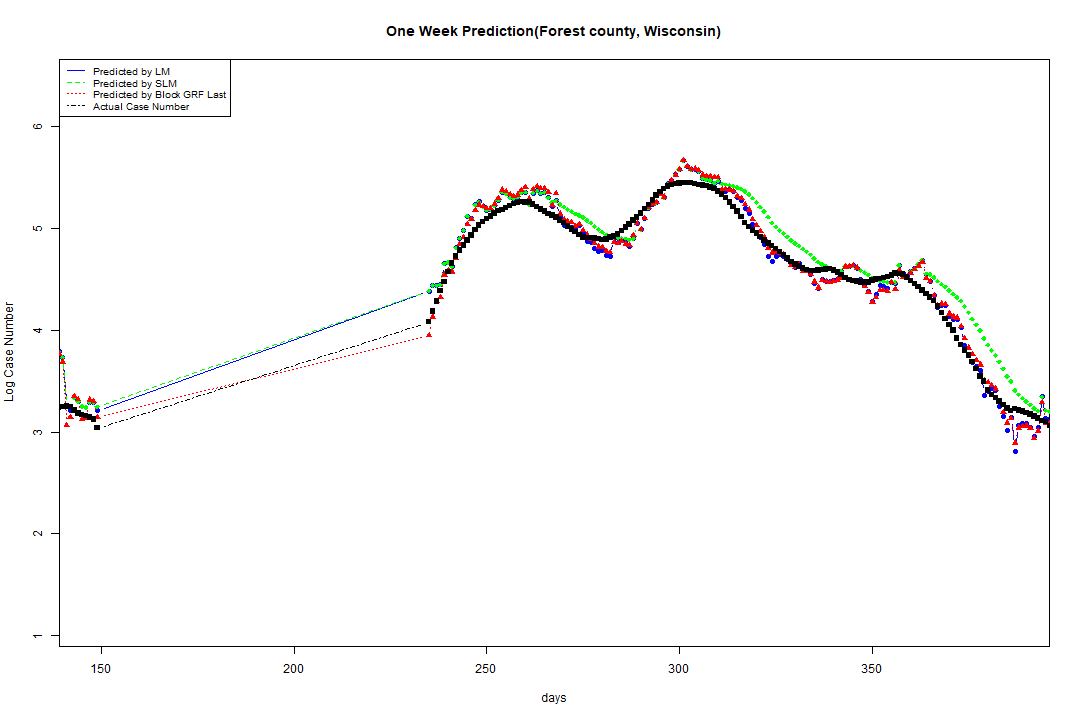 One Week Prediction(Forest county, Wisconsin)
Predicted by LM
Predicted by SLM
Predicted by Block GRF Last
Actual Case Number
Log Case Number
6
5
4
3
2
1
150 200 250 300 350
days